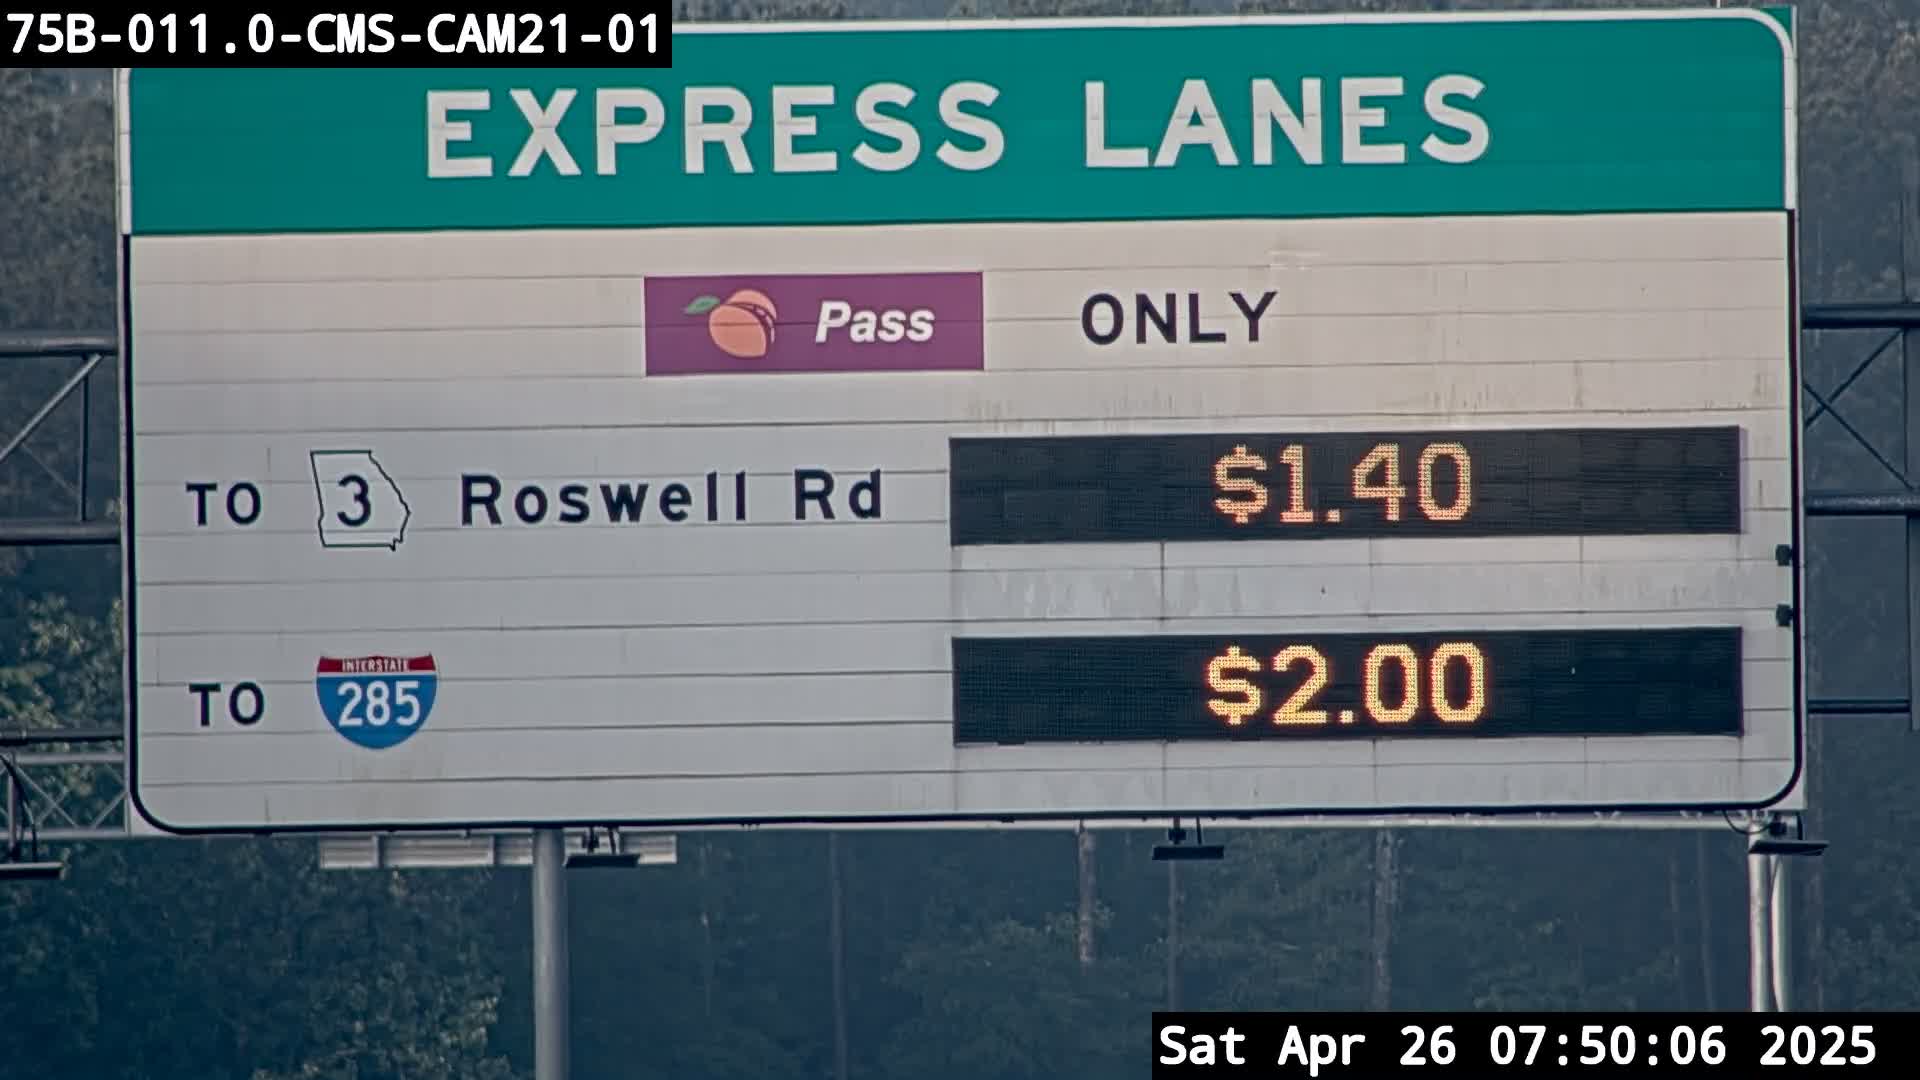 75B-011.0-CMS-CAM21-01
EXPRESS LANES
Pass ONLY
TO 3 Roswell Rd $1.40
TO INTERSTATE 285 $2.00
Sat Apr 26 07:50:06 2025